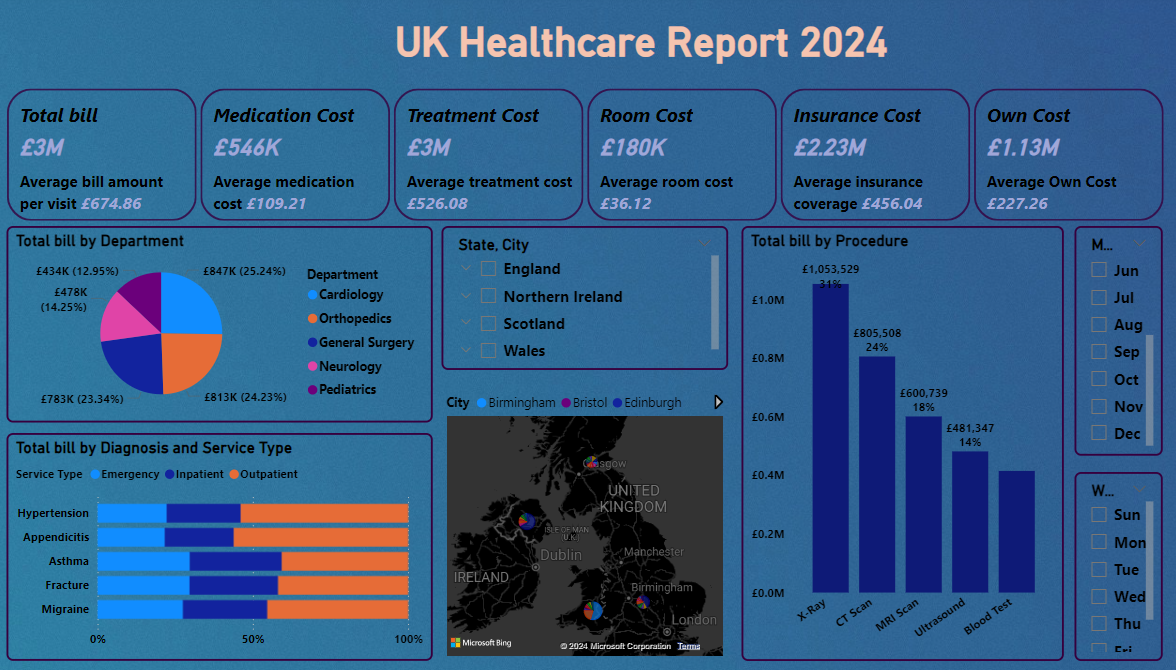 UK Healthcare Report 2024
Total bill
£3M
Average bill amount
per visit £674.86
Medication Cost
£546K
Average medication
cost £109.21
Treatment Cost
£3M
Average treatment cost
£526.08
Room Cost
£180K
Average room cost
£36.12
Insurance Cost
£2.23M
Average insurance
coverage £456.04
Own Cost
£1.13M
Average Own Cost
£227.26
Total bill by Department
£434K (12.95%)
£847K (25.24%)
£478K
(14.25%)
£783K (23.34%)
£813K (24.23%)
Department
Cardiology
Orthopedics
General Surgery
Neurology
Pediatrics
Total bill by Diagnosis and Service Type
Service Type Emergency Inpatient Outpatient
Hypertension
Appendicitis
Asthma
Fracture
Migraine
0% 50% 100%
State, City
England
Northern Ireland
Scotland
Wales
City Birmingham Bristol Edinburgh
Glasgow
UNITED
KINGDOM
ISLE OF MAN
U.K.
Dublin
Manchester
IRELAND
Birmingham
London
Microsoft Bing
© 2024 Microsoft Corporation Terms
Total bill by Procedure
£1,053,529
31%
£805,508
24%
£600,739
18%
£481,347
14%
£1.0M
£0.8M
£0.6M
£0.4M
£0.2M
£0.0M
X-Ray
CT Scan
MRI Scan
Ultrasound
Blood Test
M...
Jun
Jul
Aug
Sep
Oct
Nov
Dec
W...
Sun
Mon
Tue
Wed
Thu
Fri